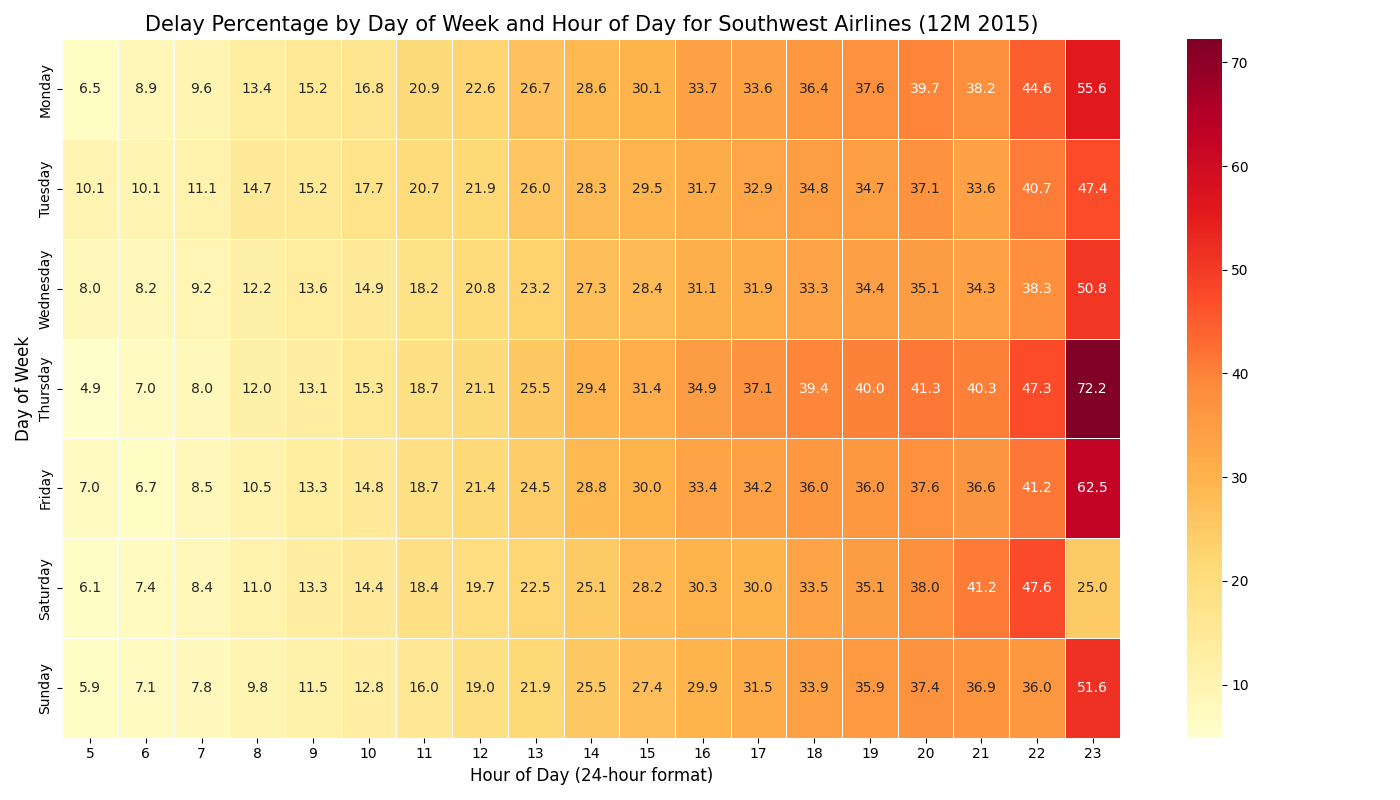 Delay Percentage by Day of Week and Hour of Day for Southwest Airlines (12M 2015)
Day of Week
Monday 6.5 8.9 9.6 13.4 15.2 16.8 20.9 22.6 26.7 28.6 30.1 33.7 33.6 36.4 37.6 39.7 38.2 44.6 55.6
Tuesday 10.1 10.1 11.1 14.7 15.2 17.7 20.7 21.9 26.0 28.3 29.5 31.7 32.9 34.8 34.7 37.1 33.6 40.7 47.4
Wednesday 8.0 8.2 9.2 12.2 13.6 14.9 18.2 20.8 23.2 27.3 28.4 31.1 31.9 33.3 34.4 35.1 34.3 38.3 50.8
Thursday 4.9 7.0 8.0 12.0 13.1 15.3 18.7 21.1 25.5 29.4 31.4 34.9 37.1 39.4 40.0 41.3 40.3 47.3 72.2
Friday 7.0 6.7 8.5 10.5 13.3 14.8 18.7 21.4 24.5 28.8 30.0 33.4 34.2 36.0 36.0 37.6 36.6 41.2 62.5
Saturday 6.1 7.4 8.4 11.0 13.3 14.4 18.4 19.7 22.5 25.1 28.2 30.3 30.0 33.5 35.1 38.0 41.2 47.6 25.0
Sunday 5.9 7.1 7.8 9.8 11.5 12.8 16.0 19.0 21.9 25.5 27.4 29.9 31.5 33.9 35.9 37.4 36.9 36.0 51.6
5 6 7 8 9 10 11 12 13 14 15 16 17 18 19 20 21 22 23
Hour of Day (24-hour format)
70
60
50
40
30
20
10